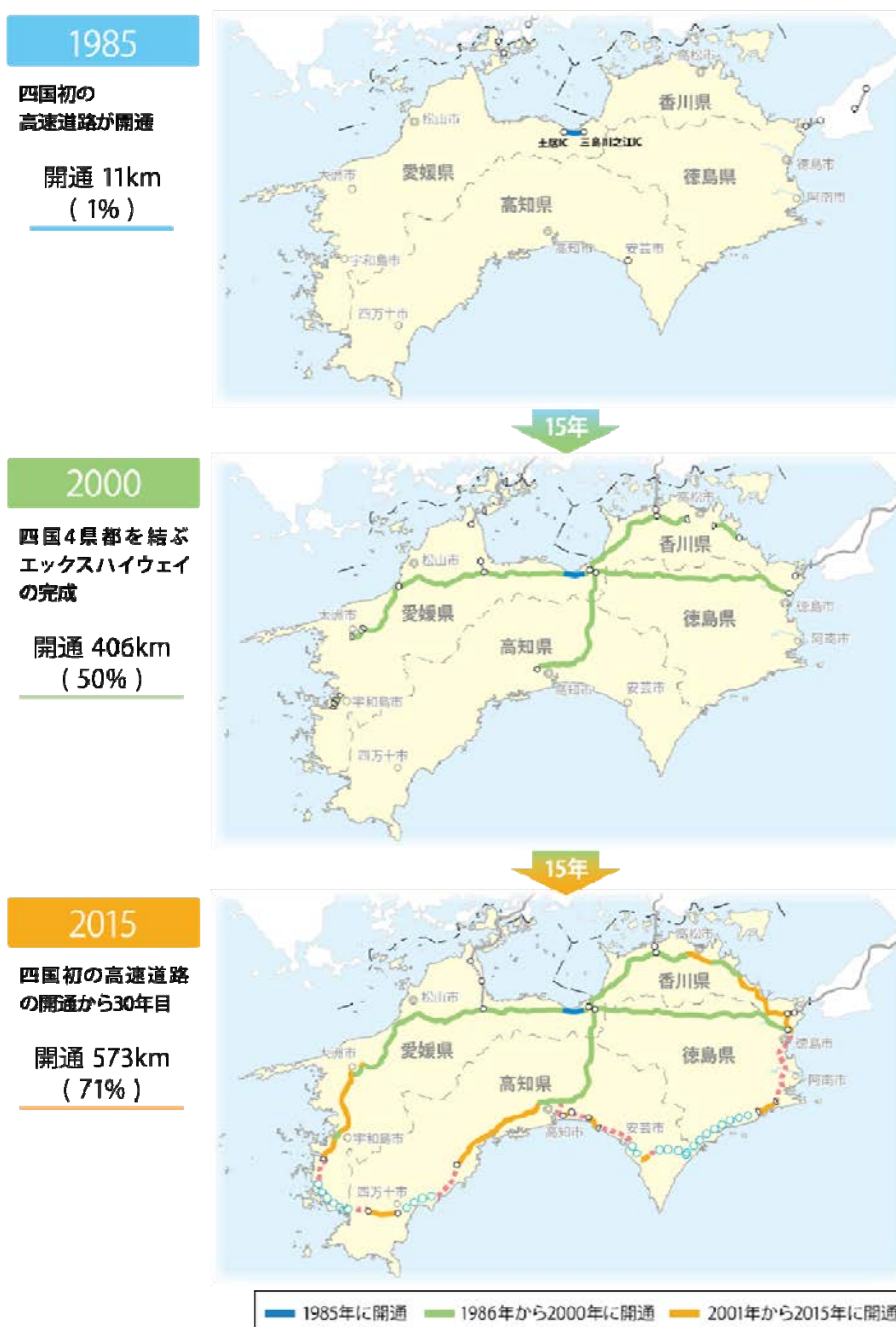 1985
四国初の
高速道路が開通
開通 11km
( 1% )
高松市
香川県
松山市
土居IC 三島川之江IC
大洲市
愛媛県
徳島県
徳島市
阿南市
高知県
高知市
安芸市
宇和島市
四万十市
15年
2000
四国4県都を結ぶ
エックスハイウェイ
の完成
開通 406km
( 50% )
高松市
香川県
松山市
大洲市
愛媛県
徳島県
徳島市
阿南市
高知県
高知市
安芸市
宇和島市
四万十市
15年
2015
四国初の高速道路
の開通から30年目
開通 573km
( 71% )
高松市
香川県
松山市
大洲市
愛媛県
徳島県
徳島市
阿南市
高知県
高知市
安芸市
宇和島市
四万十市
1985年に開通 1986年から2000年に開通 2001年から2015年に開通